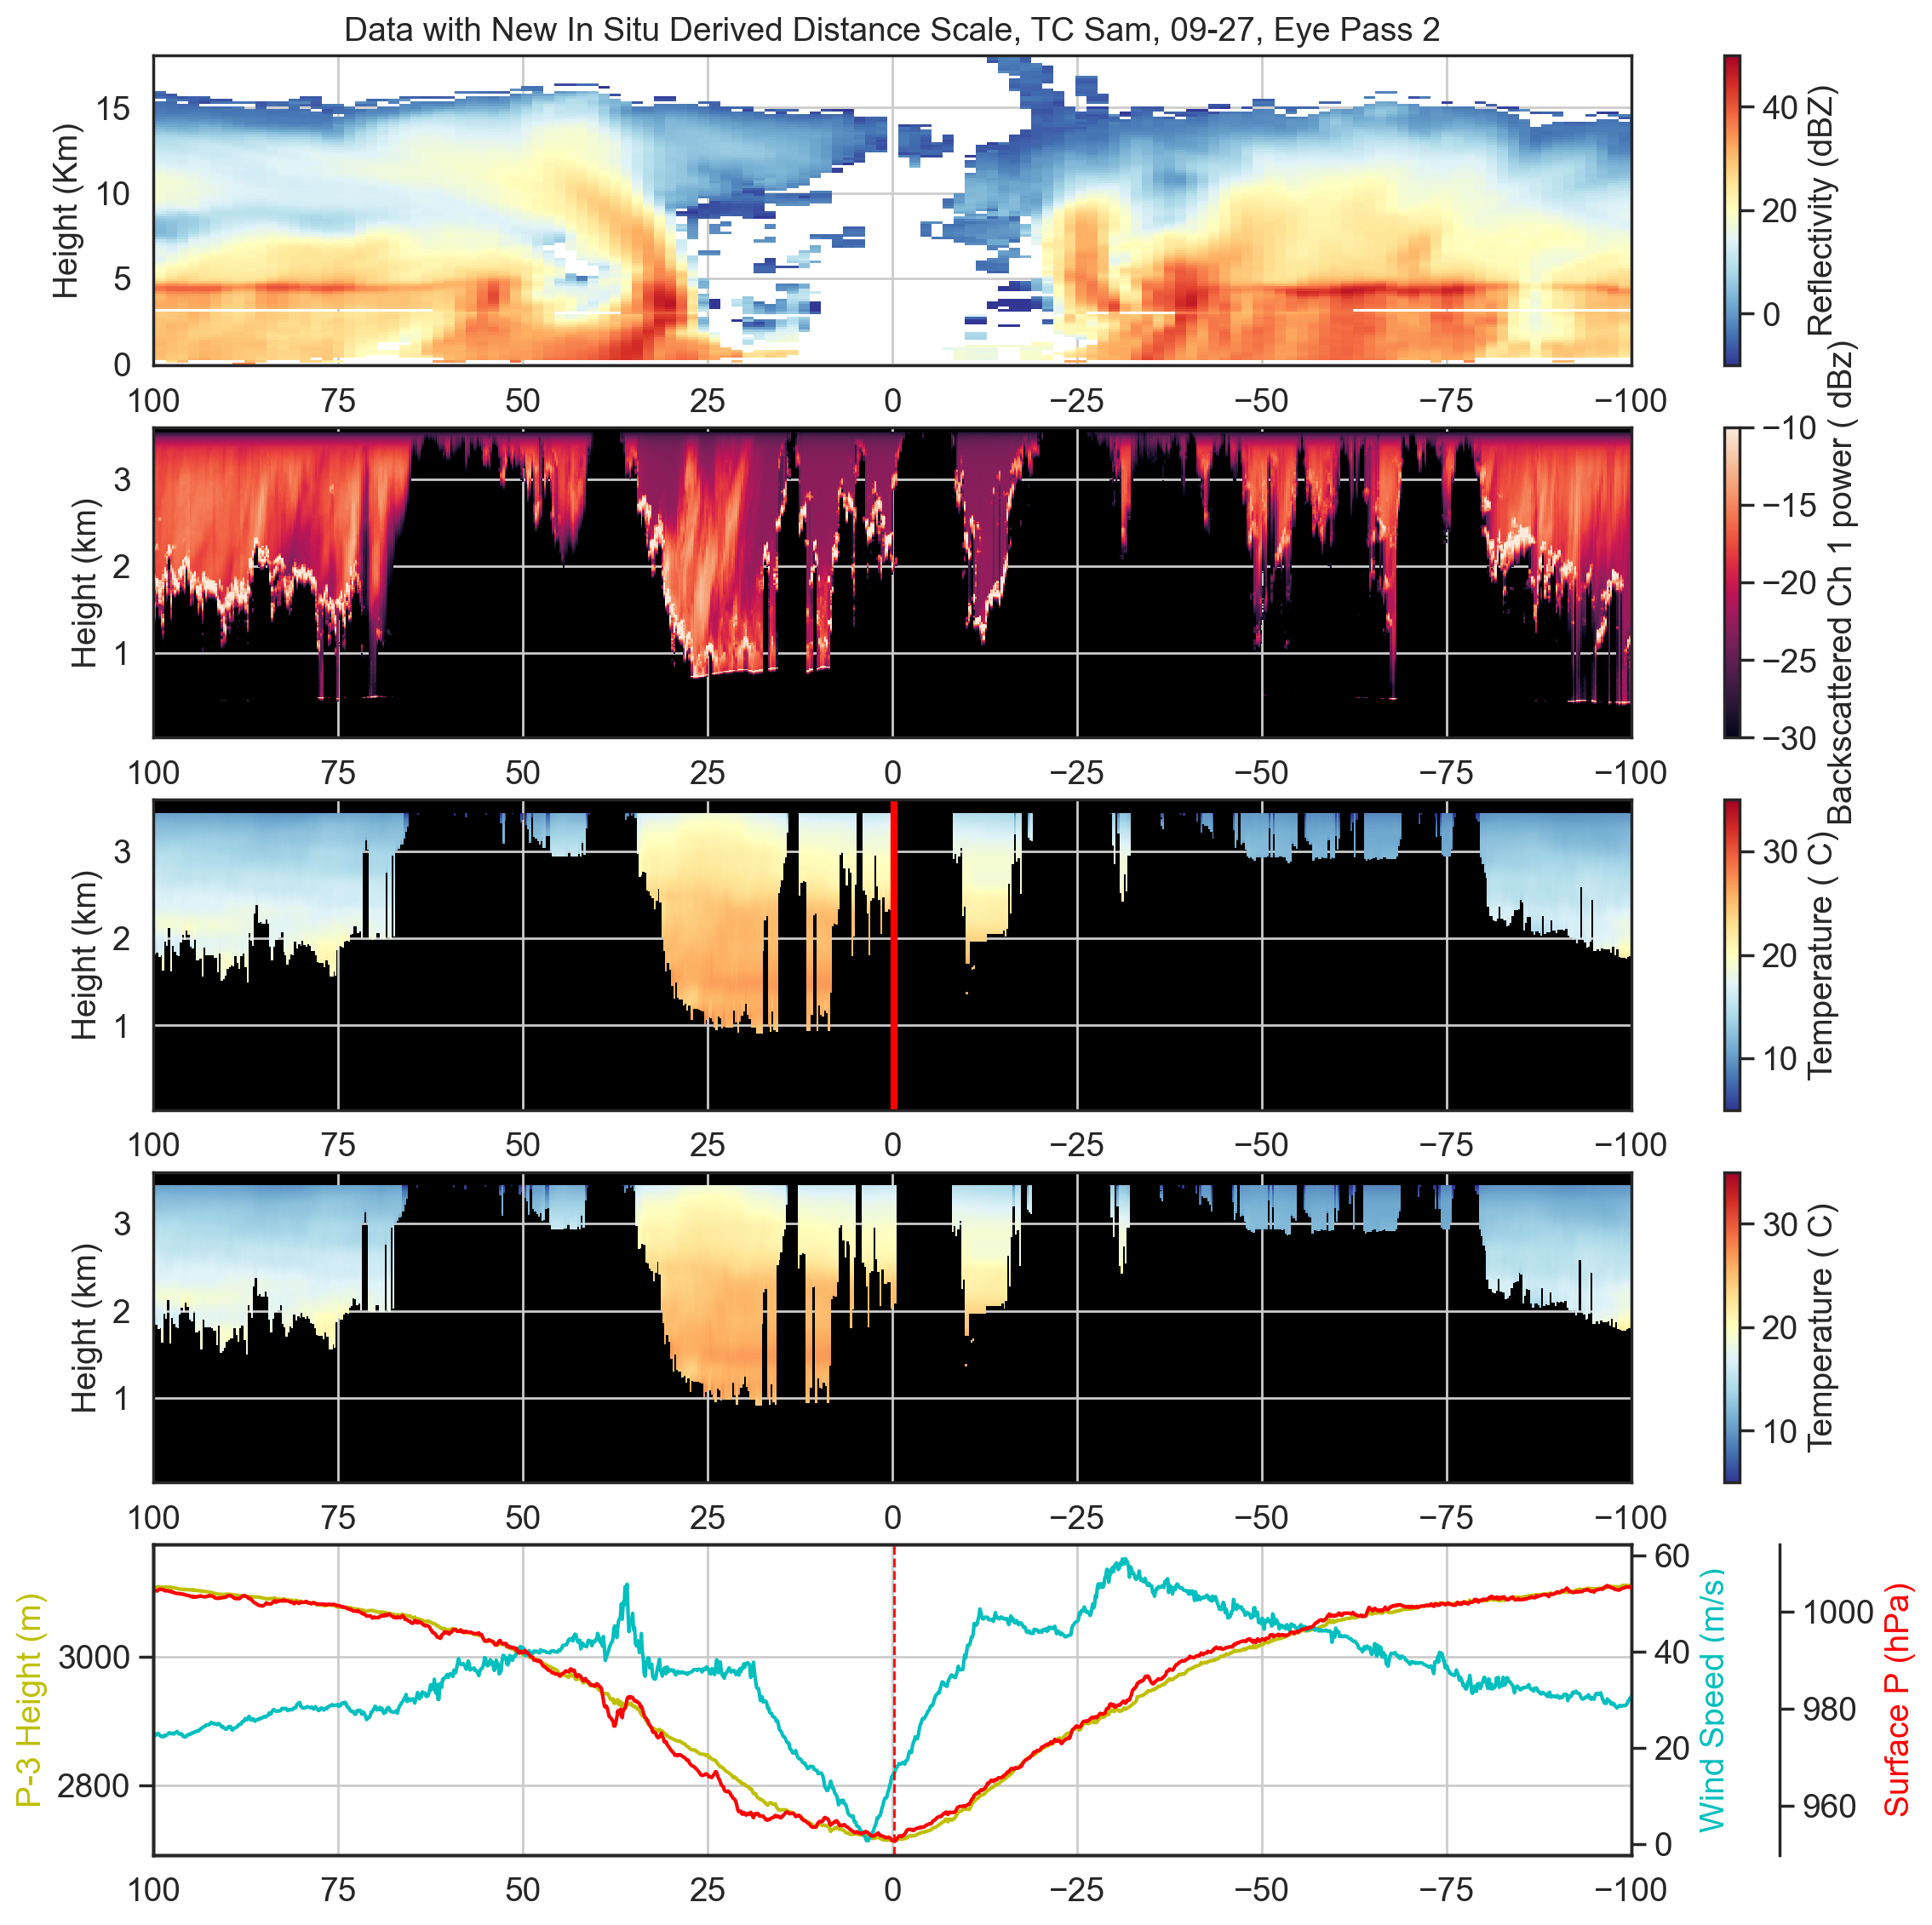 Data with New In Situ Derived Distance Scale, TC Sam, 09-27, Eye Pass 2
Height (Km)
15
10
5
0
100 75 50 25 0 −25 −50 −75 −100
40
20
0
Reflectivity (dBZ)
Height (km)
3
2
1
100 75 50 25 0 −25 −50 −75 −100
−10
−15
−20
−25
−30
Backscattered Ch 1 power ( dBz)
Height (km)
3
2
1
100 75 50 25 0 −25 −50 −75 −100
30
20
10
Temperature ( C)
Height (km)
3
2
1
100 75 50 25 0 −25 −50 −75 −100
30
20
10
Temperature ( C)
P-3 Height (m)
3000
2800
100 75 50 25 0 −25 −50 −75 −100
60
40
20
0
Wind Speed (m/s)
1000
980
960
Surface P (hPa)